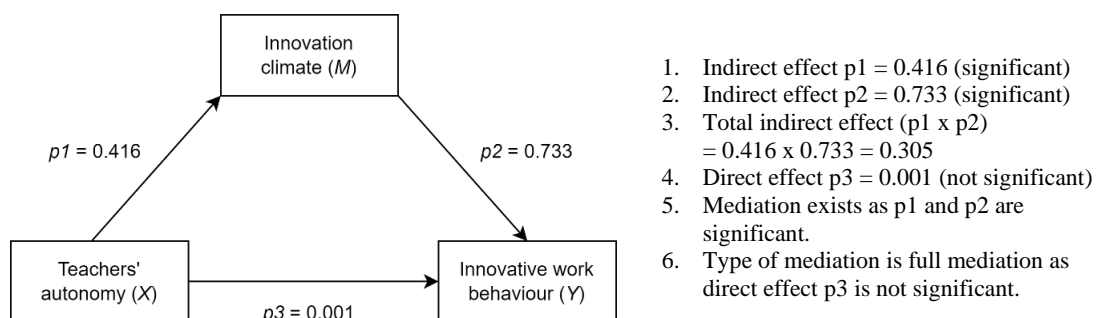 Innovation
climate (M)
p1 = 0.416
p2 = 0.733
Teachers'
autonomy (X)
Innovative work
behaviour (Y)
p3 = 0.001
1. Indirect effect p1 = 0.416 (significant)
2. Indirect effect p2 = 0.733 (significant)
3. Total indirect effect (p1 x p2)
= 0.416 x 0.733 = 0.305
4. Direct effect p3 = 0.001 (not significant)
5. Mediation exists as p1 and p2 are
significant.
6. Type of mediation is full mediation as
direct effect p3 is not significant.